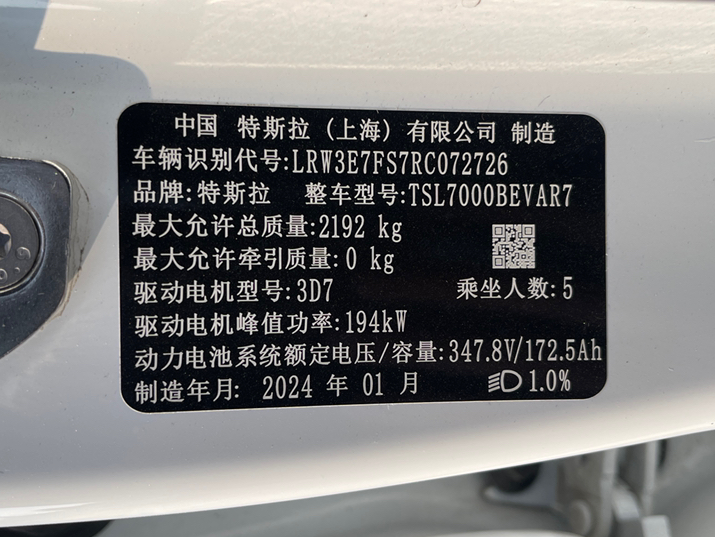 中国 特斯拉 (上海) 有限公司 制造
车辆识别代号:LRW3E7FS7RC072726
品牌:特斯拉 整车型号:TSL7000BEVAR7
最大允许总质量:2192 kg
最大允许牵引质量:0 kg
驱动电机型号:3D7 乘坐人数:5
驱动电机峰值功率:194kW
动力电池系统额定电压/容量:347.8V/172.5Ah
制造年月: 2024 年 01 月 1.0%